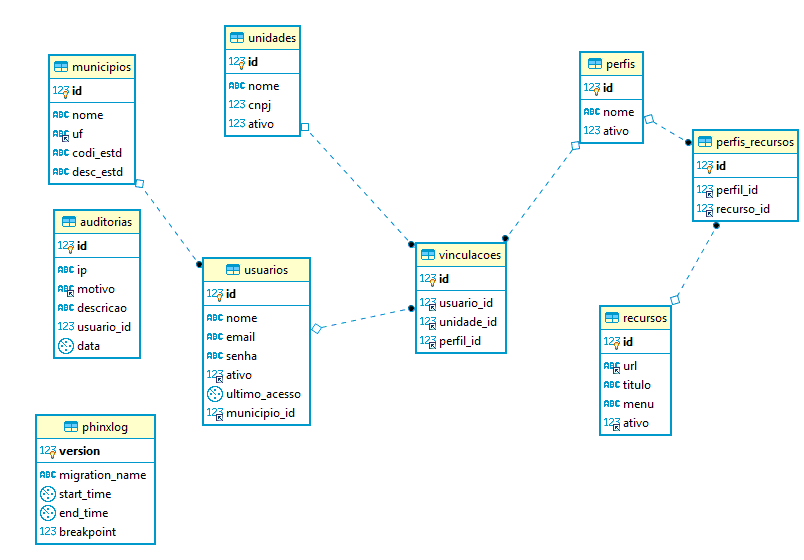 municipios
123 id
ABC nome
ABC uf
ABC codi_estd
ABC desc_estd
unidades
123 id
ABC nome
123 cnpj
123 ativo
perfis
123 id
ABC nome
123 ativo
perfis_recursos
123 id
123 perfil_id
123 recurso_id
auditorias
123 id
ABC ip
ABC motivo
ABC descricao
123 usuario_id
data
usuarios
123 id
ABC nome
ABC email
ABC senha
123 ativo
ultimo_acesso
123 municipio_id
vinculacoes
123 id
123 usuario_id
123 unidade_id
123 perfil_id
recursos
123 id
ABC url
ABC titulo
ABC menu
123 ativo
phinxlog
123 version
ABC migration_name
start_time
end_time
123 breakpoint